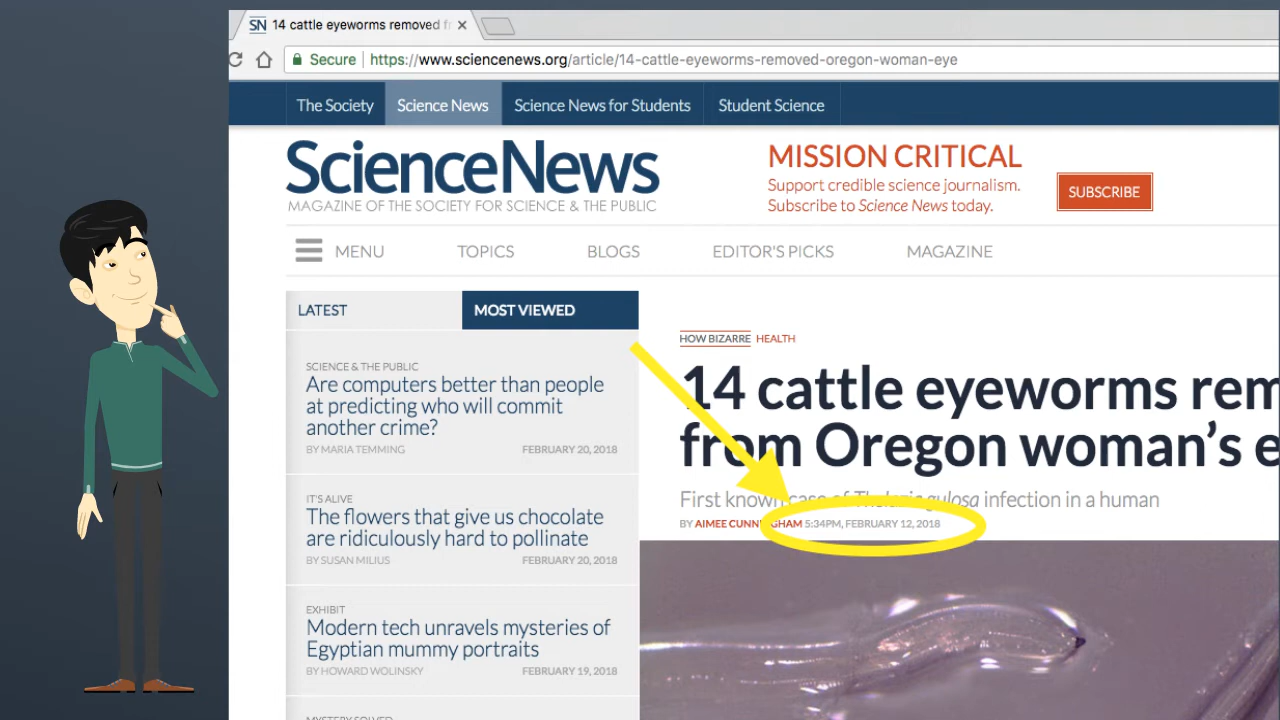 SN 14 cattle eyeworms removed fr
Secure https://www.sciencenews.org/article/14-cattle-eyeworms-removed-oregon-woman-eye
The Society Science News Science News for Students Student Science
ScienceNews
MAGAZINE OF THE SOCIETY FOR SCIENCE & THE PUBLIC
MISSION CRITICAL
Support credible science journalism.
Subscribe to Science News today.
SUBSCRIBE
MENU TOPICS BLOGS EDITOR'S PICKS MAGAZINE
LATEST MOST VIEWED
SCIENCE & THE PUBLIC
Are computers better than people
at predicting who will commit
another crime?
BY MARIA TEMMING FEBRUARY 20, 2018
IT'S ALIVE
The flowers that give us chocolate
are ridiculously hard to pollinate
BY SUSAN MILIUS FEBRUARY 20, 2018
EXHIBIT
Modern tech unravels mysteries of
Egyptian mummy portraits
BY HOWARD WOLINSKY FEBRUARY 19, 2018
MYSTERY SOLVED
HOW BIZARRE HEALTH
14 cattle eyeworms rem
from Oregon woman's e
First known case of Thelazia gulosa infection in a human
BY AIMEE CUNNINGHAM 5:34PM, FEBRUARY 12, 2018